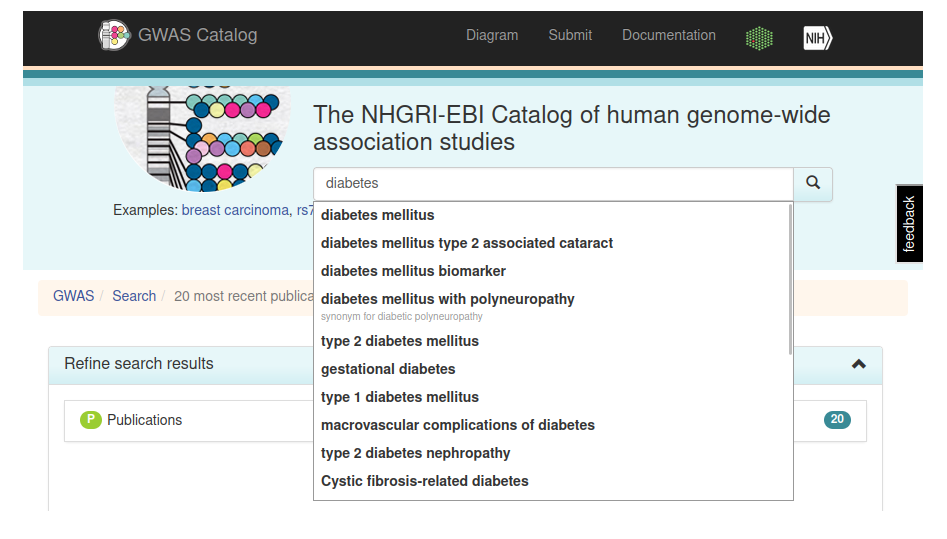 GWAS Catalog
Diagram Submit Documentation NIH
The NHGRI-EBI Catalog of human genome-wide
association studies
diabetes
Examples: breast carcinoma, rs7
diabetes mellitus
diabetes mellitus type 2 associated cataract
diabetes mellitus biomarker
diabetes mellitus with polyneuropathy
synonym for diabetic polyneuropathy
type 2 diabetes mellitus
gestational diabetes
type 1 diabetes mellitus
macrovascular complications of diabetes
type 2 diabetes nephropathy
Cystic fibrosis-related diabetes
feedback
GWAS / Search / 20 most recent publica
Refine search results
P Publications 20